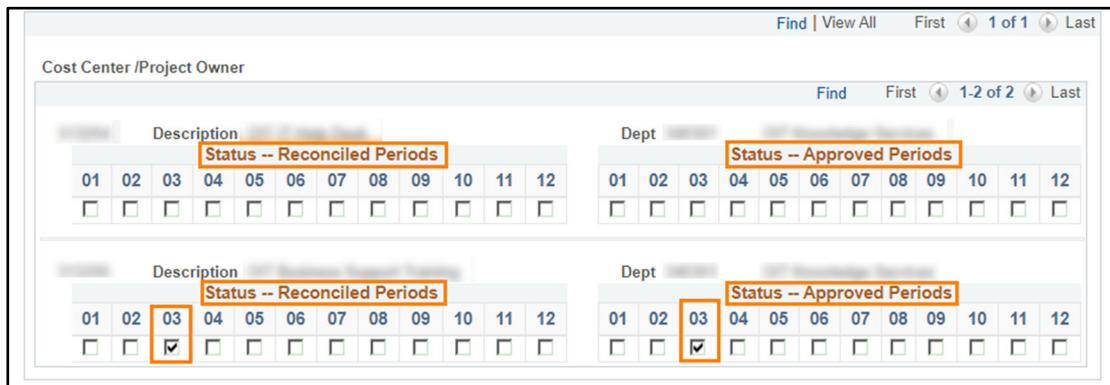 Find | View All First 1 of 1 Last
Cost Center /Project Owner
Find First 1-2 of 2 Last
Description Dept
Status -- Reconciled Periods Status -- Approved Periods
01 02 03 04 05 06 07 08 09 10 11 12 01 02 03 04 05 06 07 08 09 10 11 12
Description Dept
Status -- Reconciled Periods Status -- Approved Periods
01 02 03 04 05 06 07 08 09 10 11 12 01 02 03 04 05 06 07 08 09 10 11 12